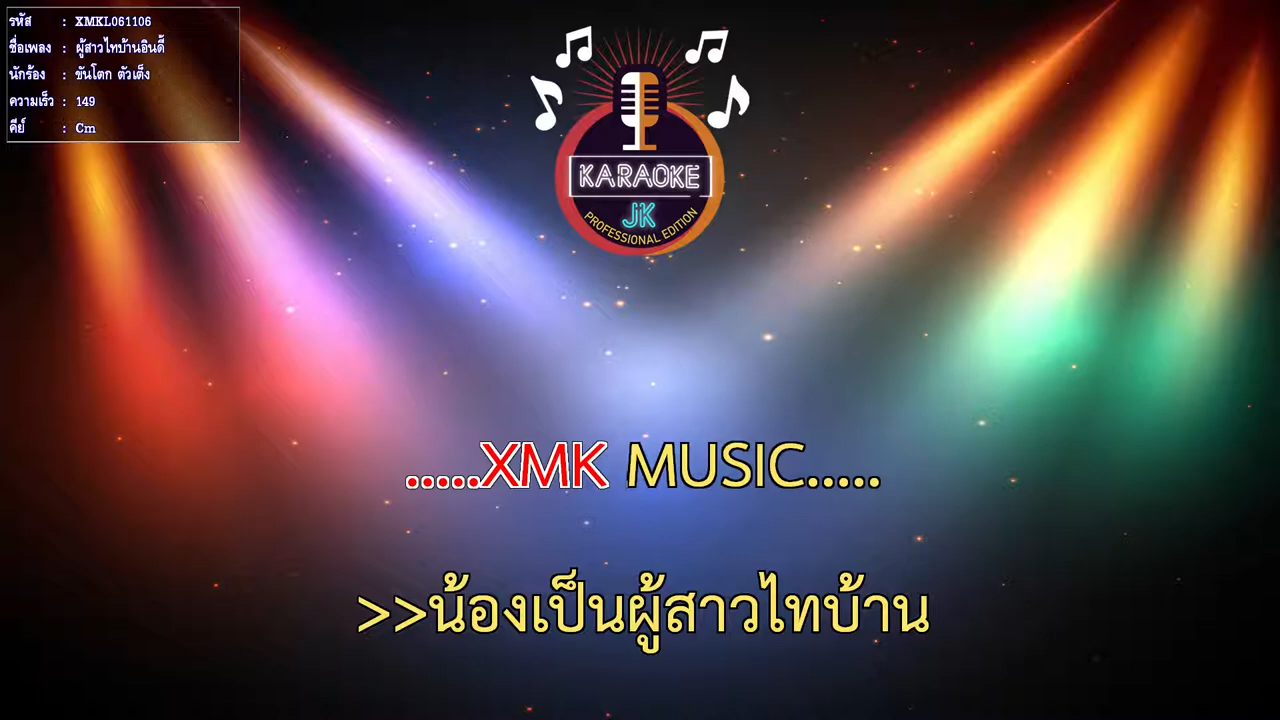 รหัส : XMKL061106
ชื่อเพลง : ผู้สาวไทบ้านอินดี้
นักร้อง : ขันโตก ตัวเต็ง
ความเร็ว : 149
คีย์ : Cm
KARAOKE
JK
PROFESSIONAL EDITION
.....XMK MUSIC.....
>>น้องเป็นผู้สาวไทบ้าน